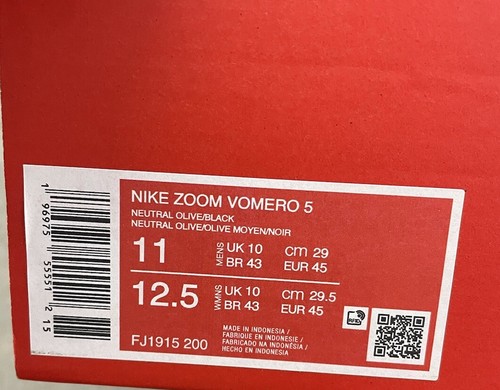 NIKE ZOOM VOMERO 5
NEUTRAL OLIVE/BLACK
NEUTRAL OLIVE/OLIVE MOYEN/NOIR
11 MENS UK 10 cm 29
BR 43 EUR 45
12.5 WMNS UK 10 cm 29.5
BR 43 EUR 45
MADE IN INDONESIA /
FABRIQUE EN INDONESIE /
FABRICADO NA INDONÉSIA /
HECHO EN INDONESIA
FJ1915 200
1 96975 55551 2 15